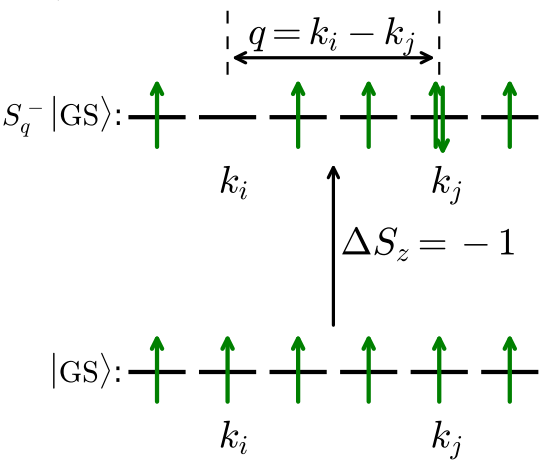 q = k_i − k_j
S_q^− |GS⟩:
k_i k_j
ΔS_z = −1
|GS⟩:
k_i k_j